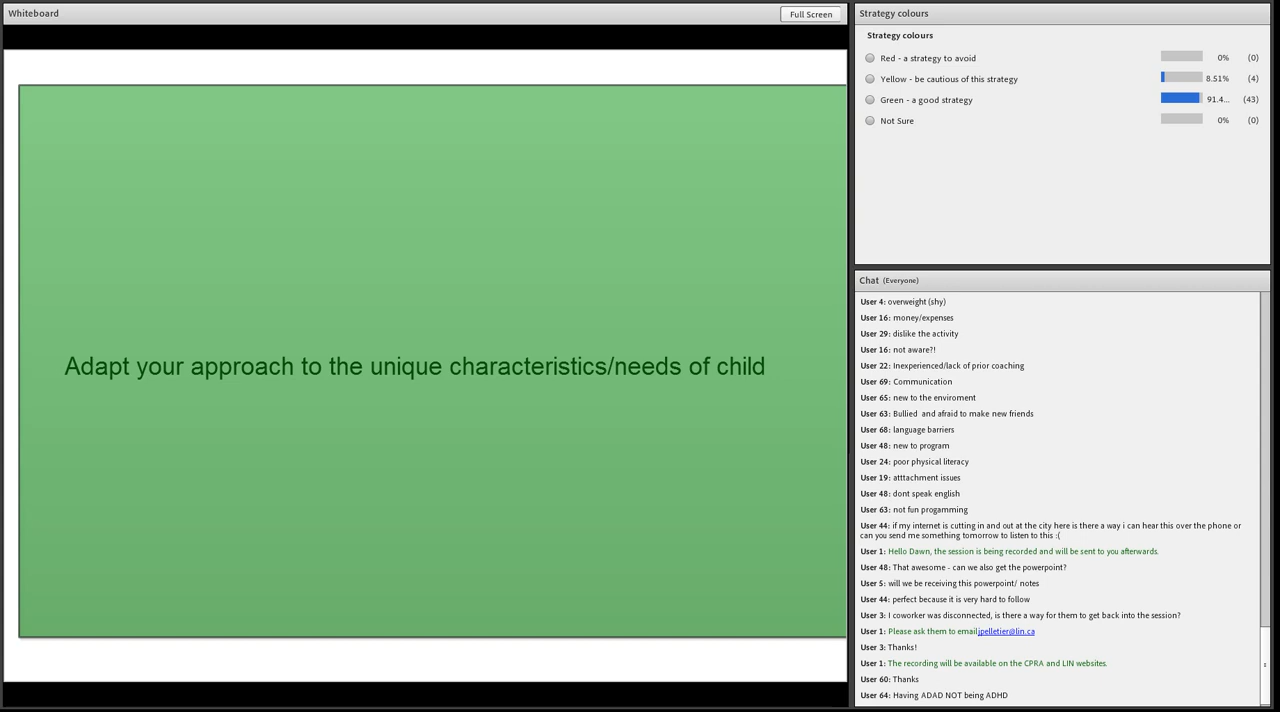 Whiteboard
Full Screen
Adapt your approach to the unique characteristics/needs of child
Strategy colours
Strategy colours
Red - a strategy to avoid 0% (0)
Yellow - be cautious of this strategy 8.51% (4)
Green - a good strategy 91.4... (43)
Not Sure 0% (0)
Chat (Everyone)
User 4: overweight (shy)
User 16: money/expenses
User 29: dislike the activity
User 16: not aware?!
User 22: Inexperienced/lack of prior coaching
User 69: Communication
User 65: new to the enviroment
User 63: Bullied and afraid to make new friends
User 68: language barriers
User 48: new to program
User 24: poor physical literacy
User 19: atttachment issues
User 48: dont speak english
User 63: not fun progamming
User 44: if my internet is cutting in and out at the city here is there a way i can hear this over the phone or
can you send me something tomorrow to listen to this :(
User 1: Hello Dawn, the session is being recorded and will be sent to you afterwards.
User 48: That awesome - can we also get the powerpoint?
User 5: will we be receiving this powerpoint/ notes
User 44: perfect because it is very hard to follow
User 3: I coworker was disconnected, is there a way for them to get back into the session?
User 1: Please ask them to email jpelletier@lin.ca
User 3: Thanks!
User 1: The recording will be available on the CPRA and LIN websites.
User 60: Thanks
User 64: Having ADAD NOT being ADHD